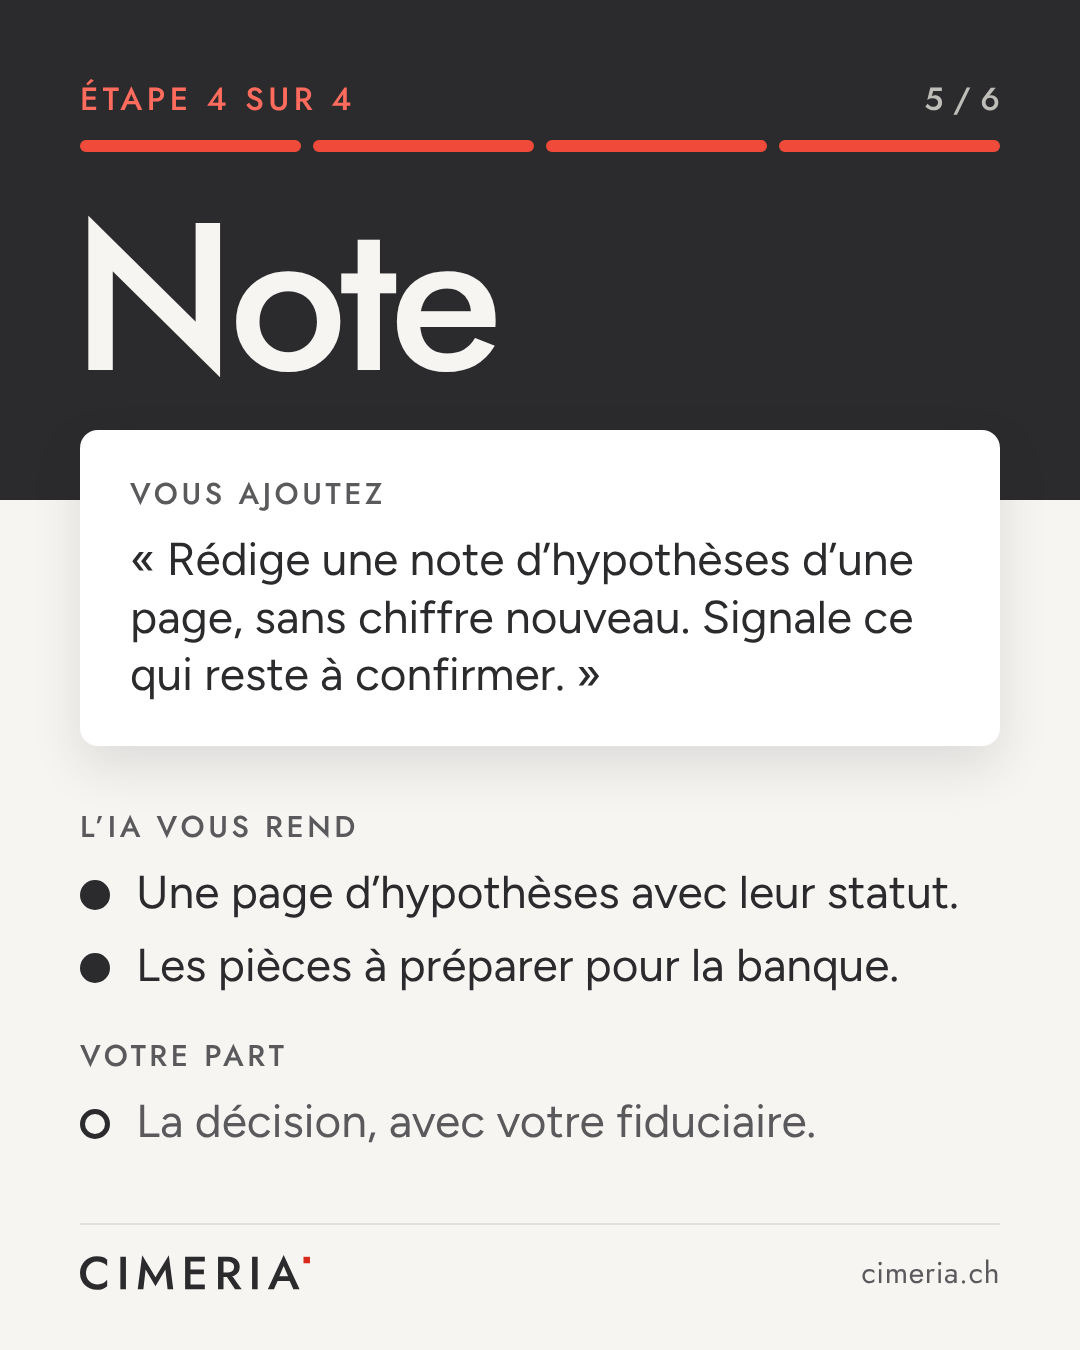 ÉTAPE 4 SUR 4
5 / 6
Note
VOUS AJOUTEZ
« Rédige une note d’hypothèses d’une
page, sans chiffre nouveau. Signale ce
qui reste à confirmer. »
L’IA VOUS REND
Une page d’hypothèses avec leur statut.
Les pièces à préparer pour la banque.
VOTRE PART
La décision, avec votre fiduciaire.
CIMERIA
cimeria.ch